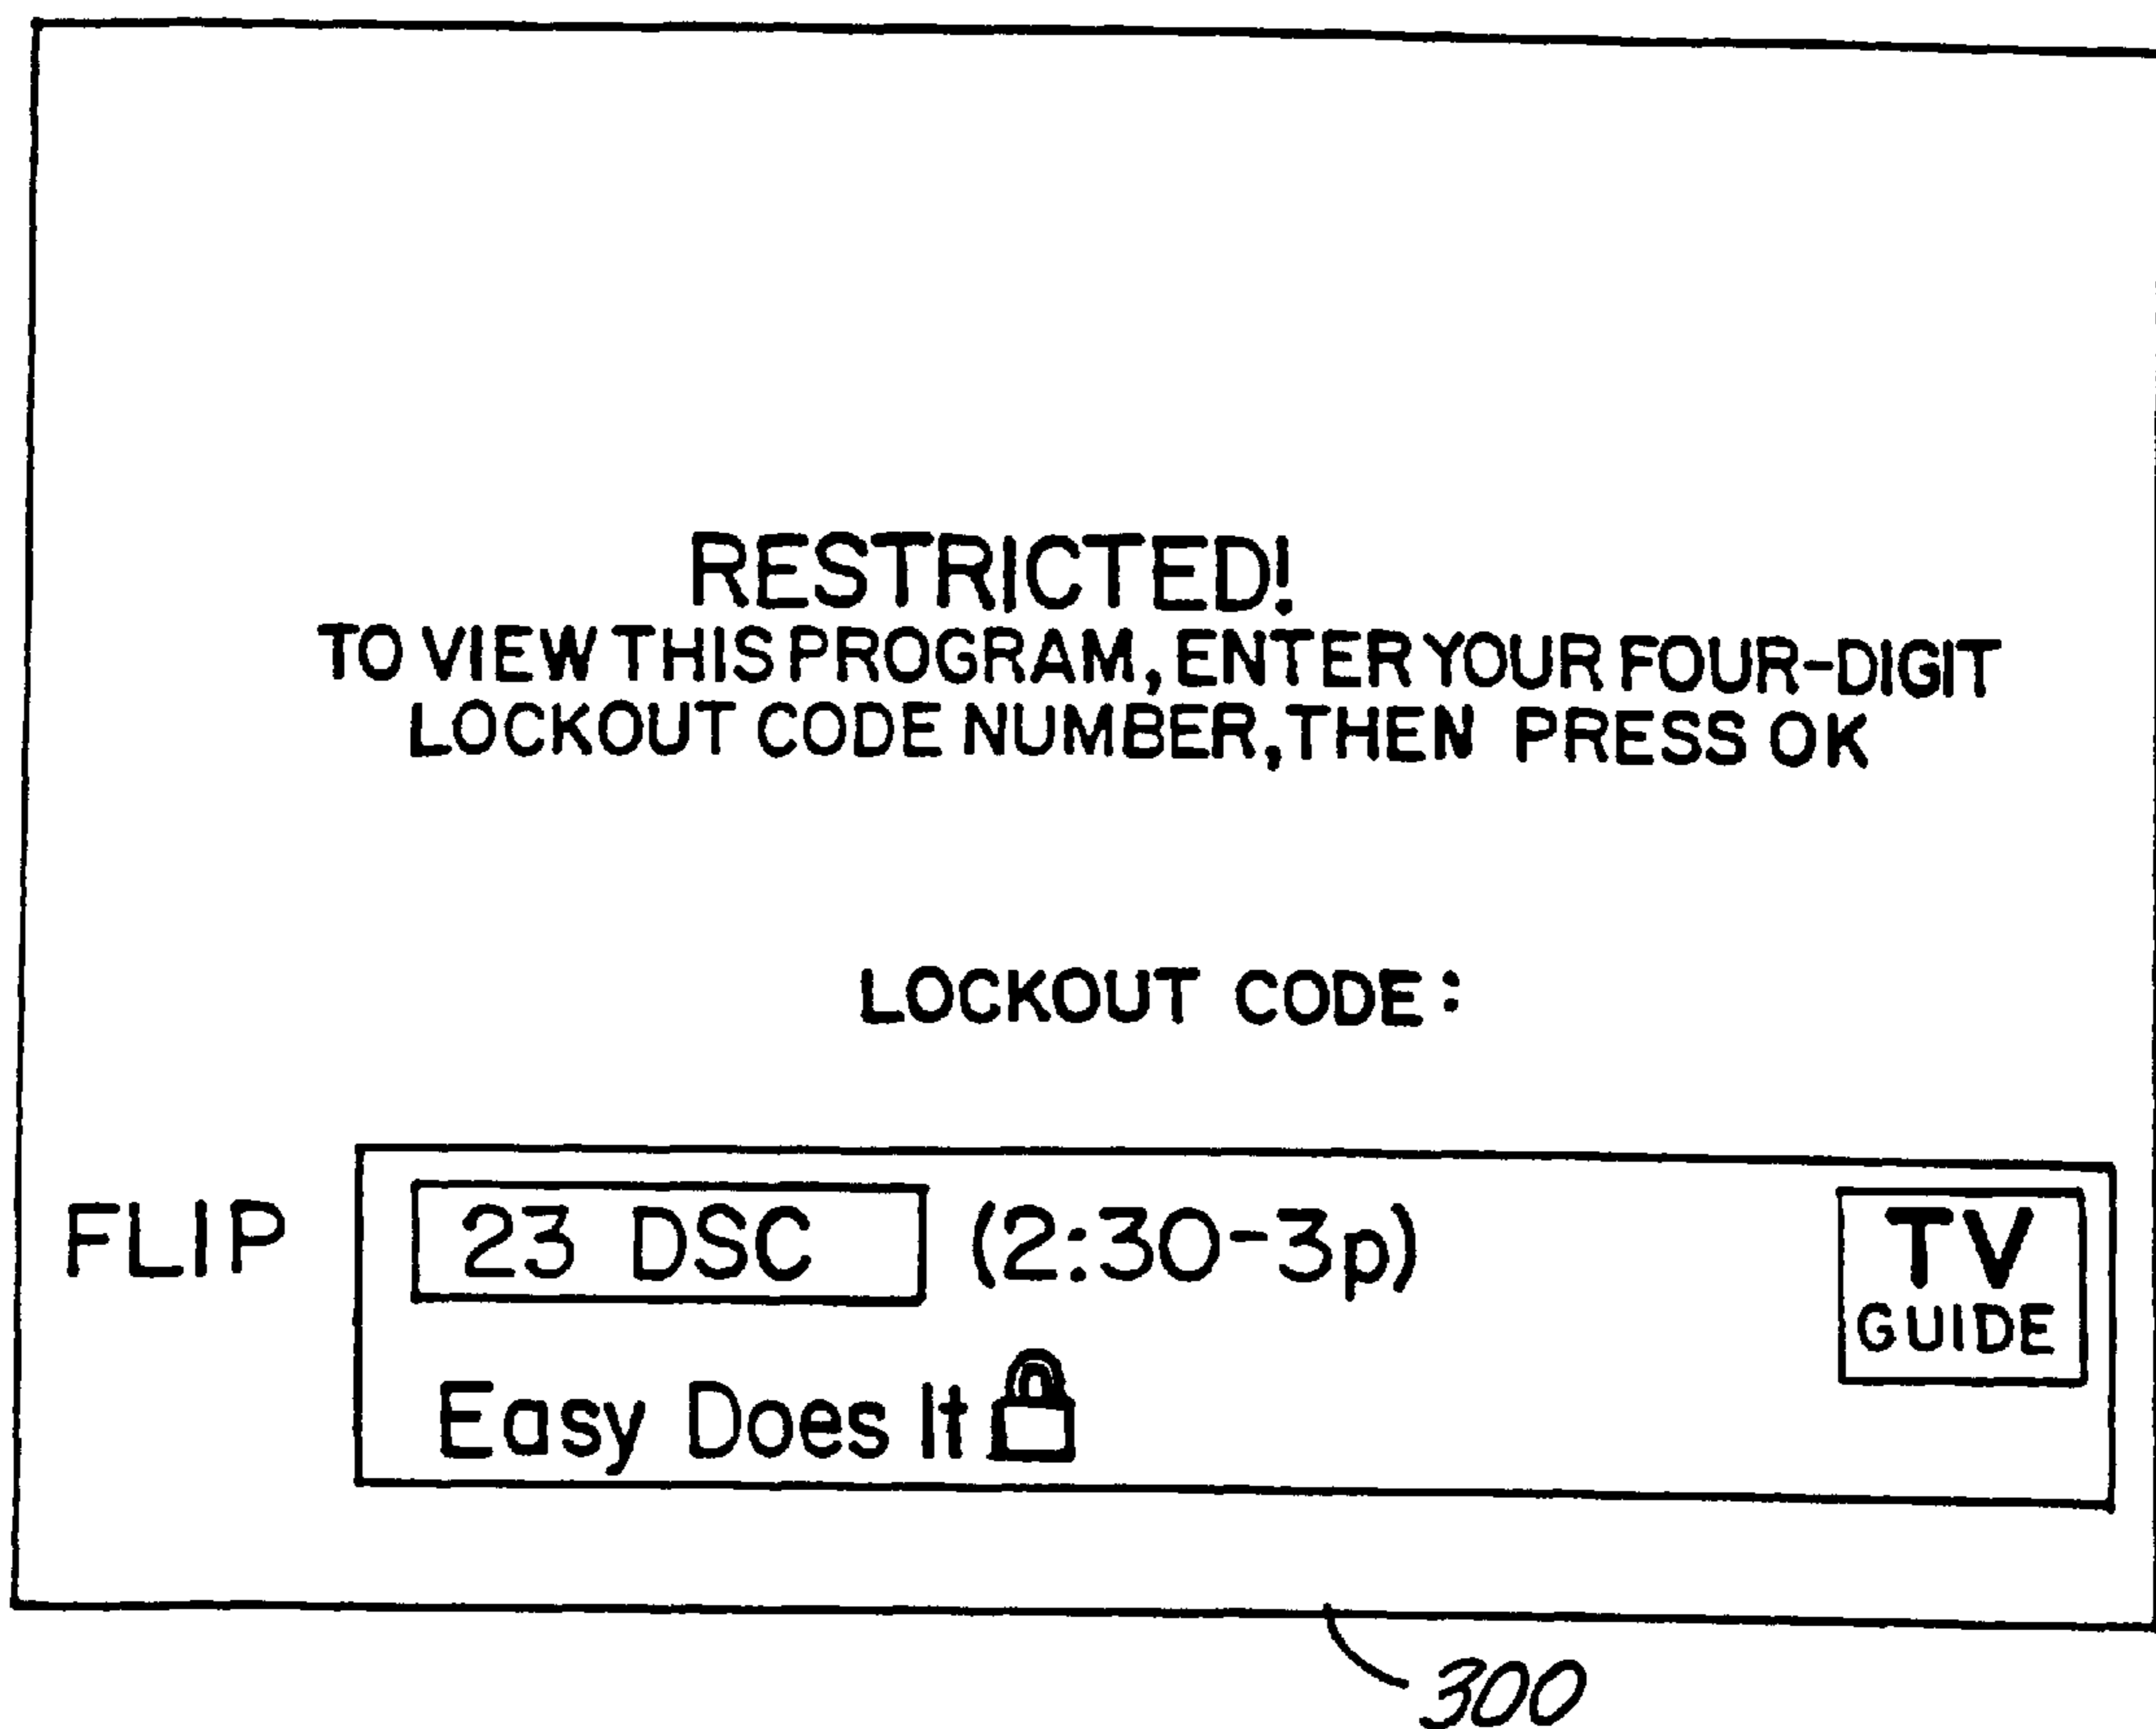 RESTRICTED!
TO VIEW THIS PROGRAM, ENTER YOUR FOUR-DIGIT
LOCKOUT CODE NUMBER, THEN PRESS OK
LOCKOUT CODE:
FLIP
23 DSC (2:30-3p)
TV
GUIDE
Easy Does It
300